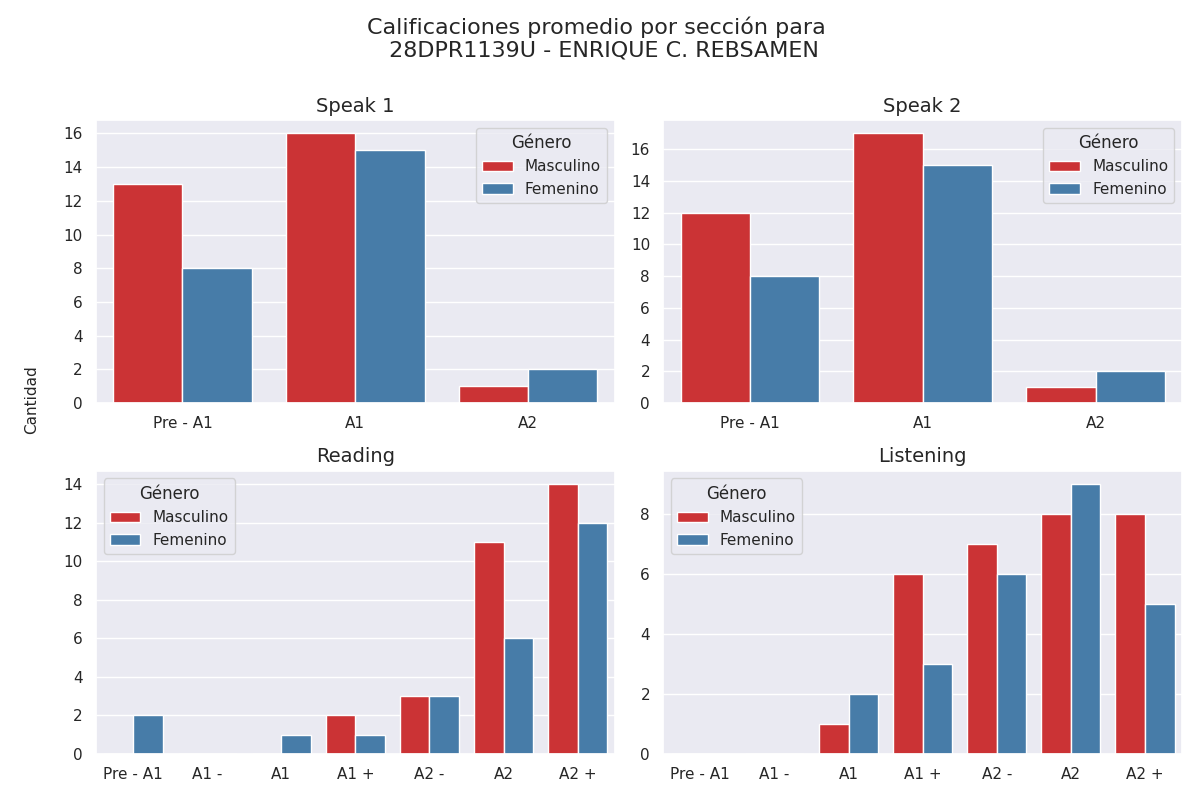 Calificaciones promedio por sección para
28DPR1139U - ENRIQUE C. REBSAMEN
Cantidad
Speak 1
16
14
12
10
8
6
4
2
0
Pre - A1 A1 A2
Género
Masculino
Femenino
Speak 2
16
14
12
10
8
6
4
2
0
Pre - A1 A1 A2
Género
Masculino
Femenino
Reading
14
12
10
8
6
4
2
0
Pre - A1 A1 - A1 A1 + A2 - A2 A2 +
Género
Masculino
Femenino
Listening
8
6
4
2
0
Pre - A1 A1 - A1 A1 + A2 - A2 A2 +
Género
Masculino
Femenino